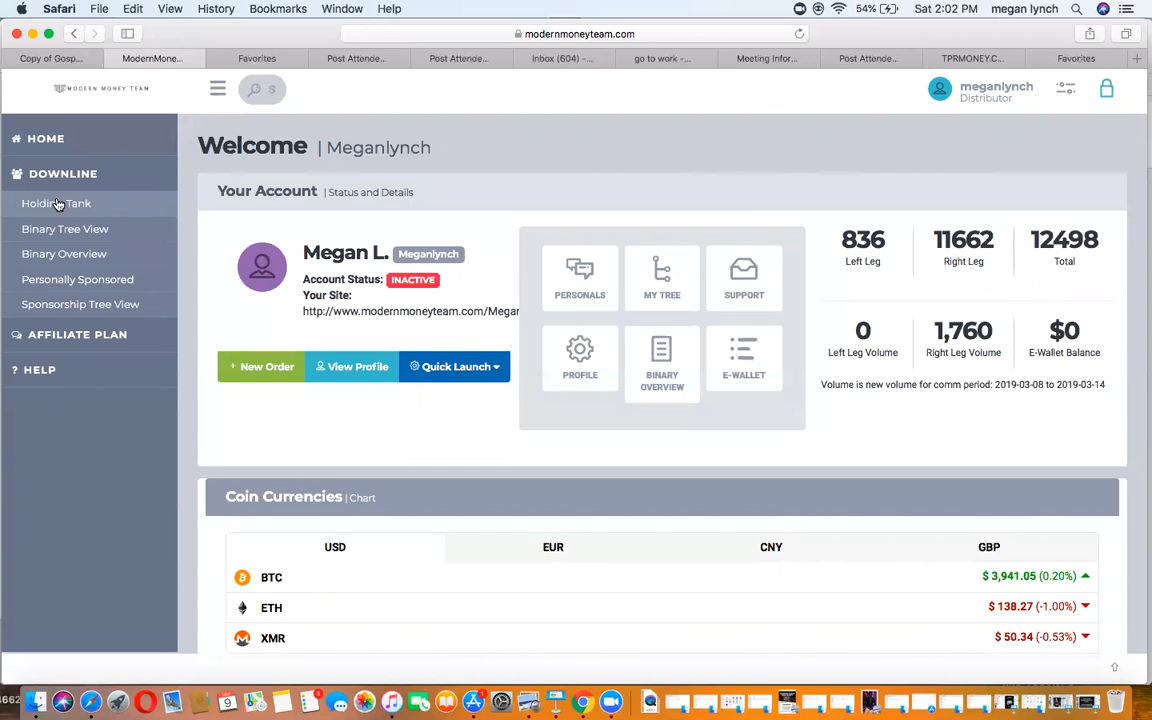 Safari File Edit View History Bookmarks Window Help 54% Sat 2:02 PM megan lynch
modernmoneyteam.com
Copy of Gosp... ModernMone... Favorites Post Attende... Post Attende... Inbox (604) –... go to work –... Meeting Infor... Post Attende... TPRMONEY.C... Favorites
MODERN MONEY TEAM
$
meganlynch
Distributor
HOME
DOWNLINE
Holding Tank
Binary Tree View
Binary Overview
Personally Sponsored
Sponsorship Tree View
AFFILIATE PLAN
? HELP
Welcome | Meganlynch
Your Account | Status and Details
Megan L. Meganlynch
Account Status: INACTIVE
Your Site:
http://www.modernmoneyteam.com/Megan
+ New Order View Profile Quick Launch
PERSONALS MY TREE SUPPORT
PROFILE BINARY OVERVIEW E-WALLET
836 11662 12498
Left Leg Right Leg Total
0 1,760 $0
Left Leg Volume Right Leg Volume E-Wallet Balance
Volume is new volume for comm period: 2019-03-08 to 2019-03-14
Coin Currencies | Chart
USD EUR CNY GBP
BTC $ 3,941.05 (0.20%)
ETH $ 138.27 (-1.00%)
XMR $ 50.34 (-0.53%)